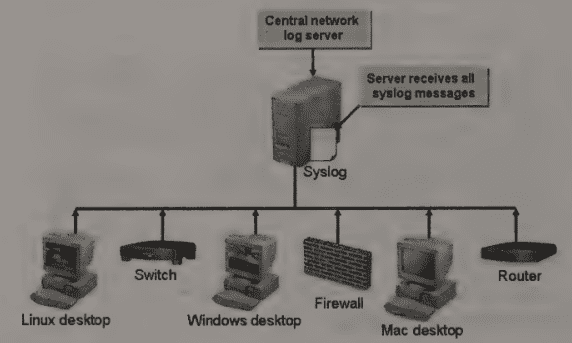 Central network
log server
Server receives all
syslog messages
Syslog
Switch
Router
Firewall
Linux desktop
Windows desktop
Mac desktop